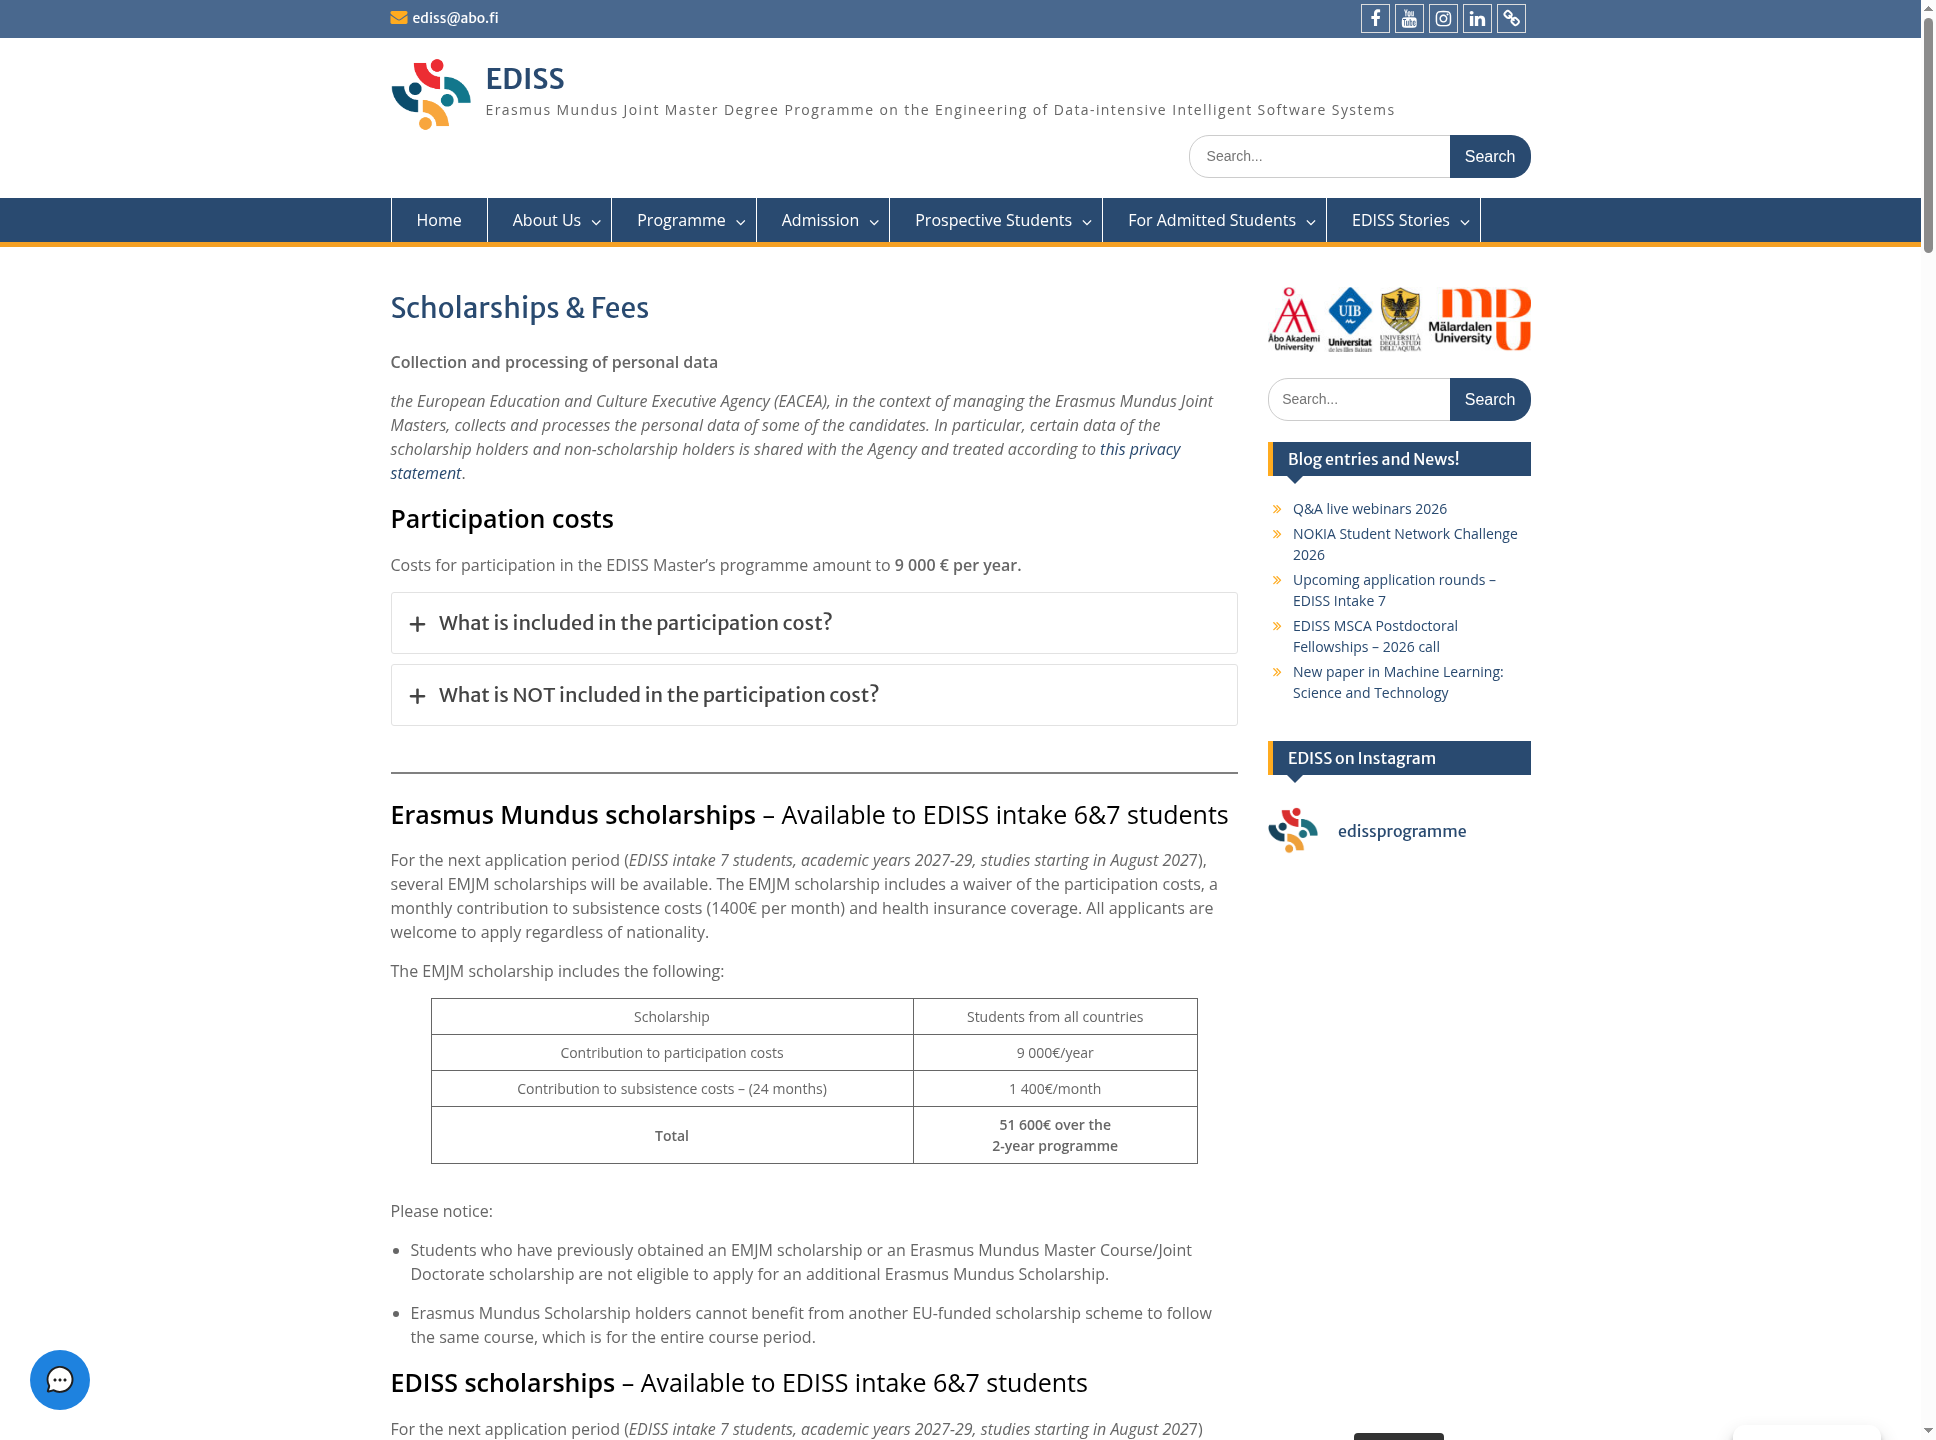 ediss@abo.fi
EDISS
Erasmus Mundus Joint Master Degree Programme on the Engineering of Data-intensive Intelligent Software Systems
Search...
Search
Home
About Us
Programme
Admission
Prospective Students
For Admitted Students
EDISS Stories
Scholarships & Fees
Collection and processing of personal data
the European Education and Culture Executive Agency (EACEA), in the context of managing the Erasmus Mundus Joint
Masters, collects and processes the personal data of some of the candidates. In particular, certain data of the
scholarship holders and non-scholarship holders is shared with the Agency and treated according to this privacy
statement.
Participation costs
Costs for participation in the EDISS Master’s programme amount to 9 000 € per year.
What is included in the participation cost?
What is NOT included in the participation cost?
Erasmus Mundus scholarships – Available to EDISS intake 6&7 students
For the next application period (EDISS intake 7 students, academic years 2027-29, studies starting in August 2027),
several EMJM scholarships will be available. The EMJM scholarship includes a waiver of the participation costs, a
monthly contribution to subsistence costs (1400€ per month) and health insurance coverage. All applicants are
welcome to apply regardless of nationality.
The EMJM scholarship includes the following:
Scholarship
Students from all countries
Contribution to participation costs
9 000€/year
Contribution to subsistence costs – (24 months)
1 400€/month
Total
51 600€ over the
2-year programme
Please notice:
Students who have previously obtained an EMJM scholarship or an Erasmus Mundus Master Course/Joint
Doctorate scholarship are not eligible to apply for an additional Erasmus Mundus Scholarship.
Erasmus Mundus Scholarship holders cannot benefit from another EU-funded scholarship scheme to follow
the same course, which is for the entire course period.
EDISS scholarships – Available to EDISS intake 6&7 students
For the next application period (EDISS intake 7 students, academic years 2027-29, studies starting in August 2027)
Åbo Akademi
University
UIB
Universitat
de les Illes Balears
UNIVERSITÀ
DEGLI STUDI
DELL'AQUILA
Mälardalen
University
mdu
Search...
Search
Blog entries and News!
Q&A live webinars 2026
NOKIA Student Network Challenge
2026
Upcoming application rounds –
EDISS Intake 7
EDISS MSCA Postdoctoral
Fellowships – 2026 call
New paper in Machine Learning:
Science and Technology
EDISS on Instagram
edissprogramme